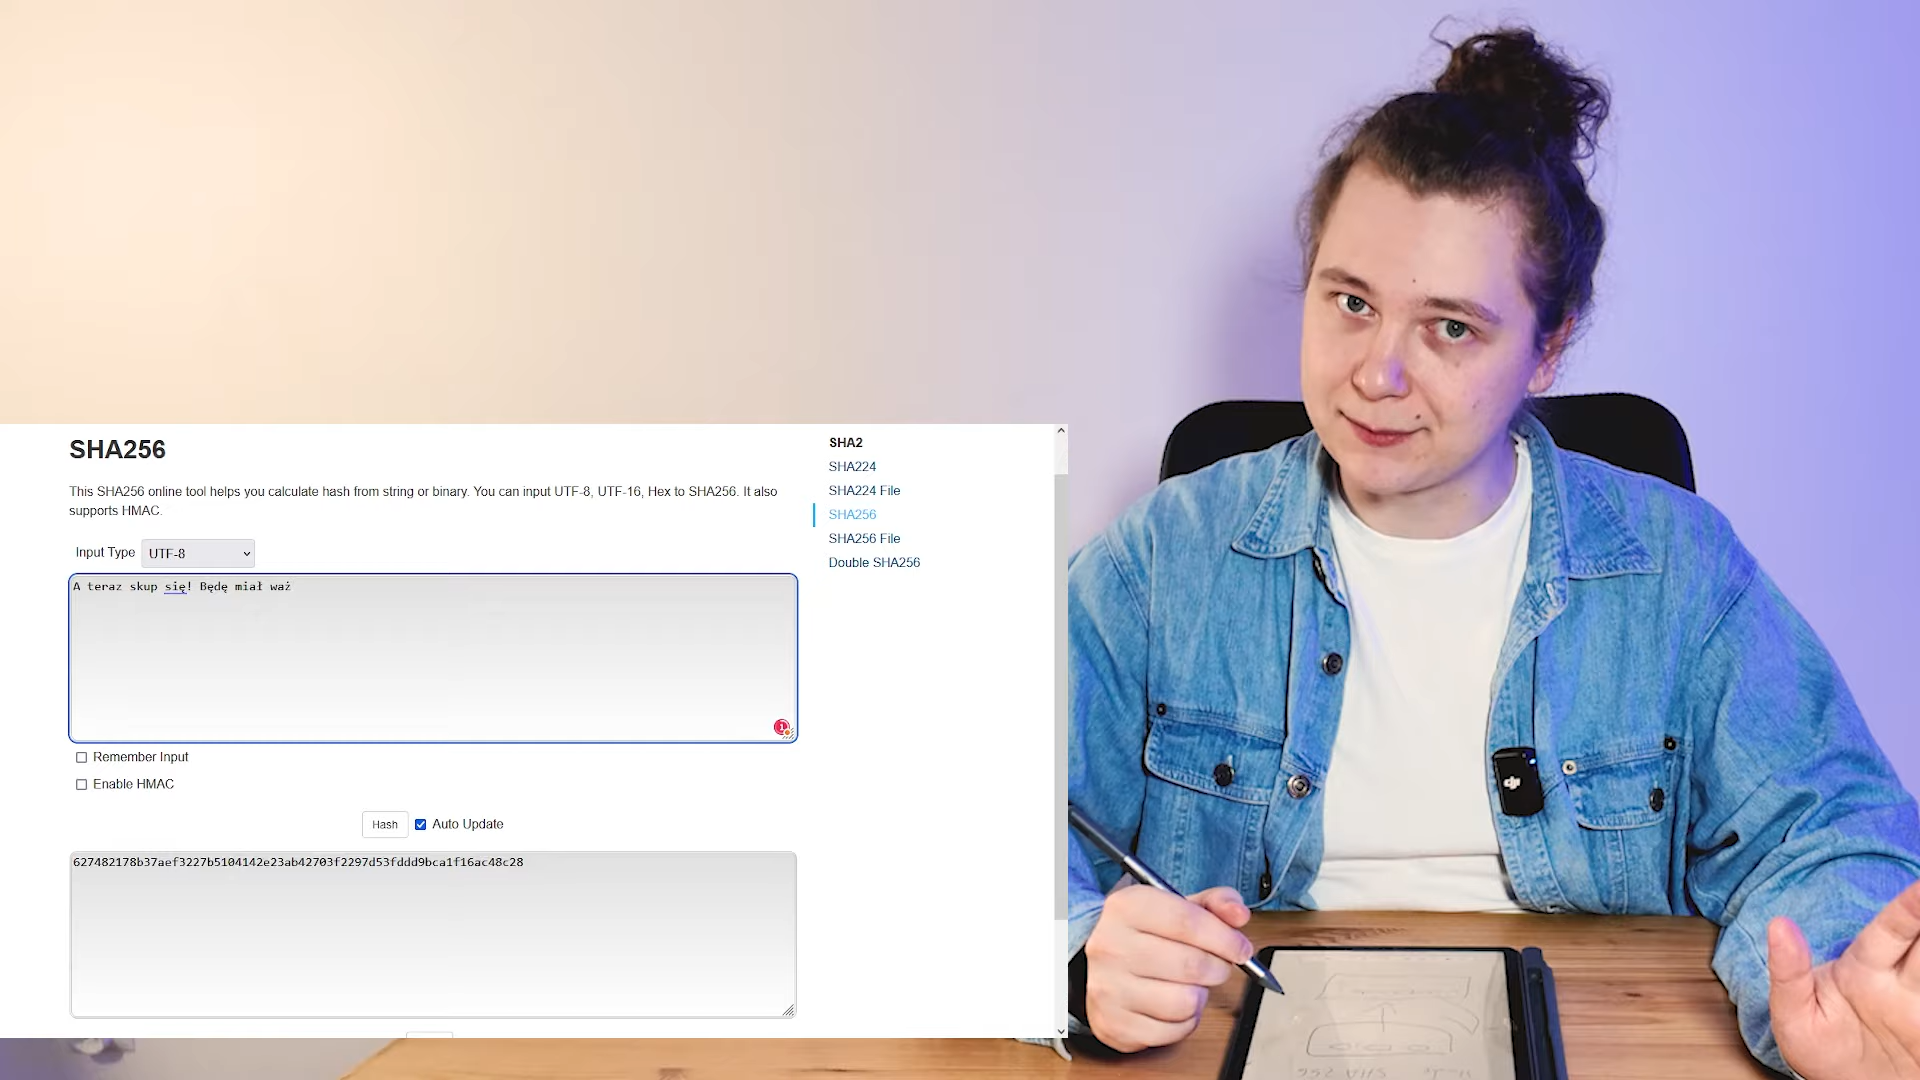 SHA256
This SHA256 online tool helps you calculate hash from string or binary. You can input UTF-8, UTF-16, Hex to SHA256. It also
supports HMAC.
Input Type UTF-8
A teraz skup się! Będę miał waż
1
Remember Input
Enable HMAC
Hash Auto Update
627482178b37aef3227b5104142e23ab42703f2297d53fddd9bca1f16ac48c28
SHA2
SHA224
SHA224 File
SHA256
SHA256 File
Double SHA256